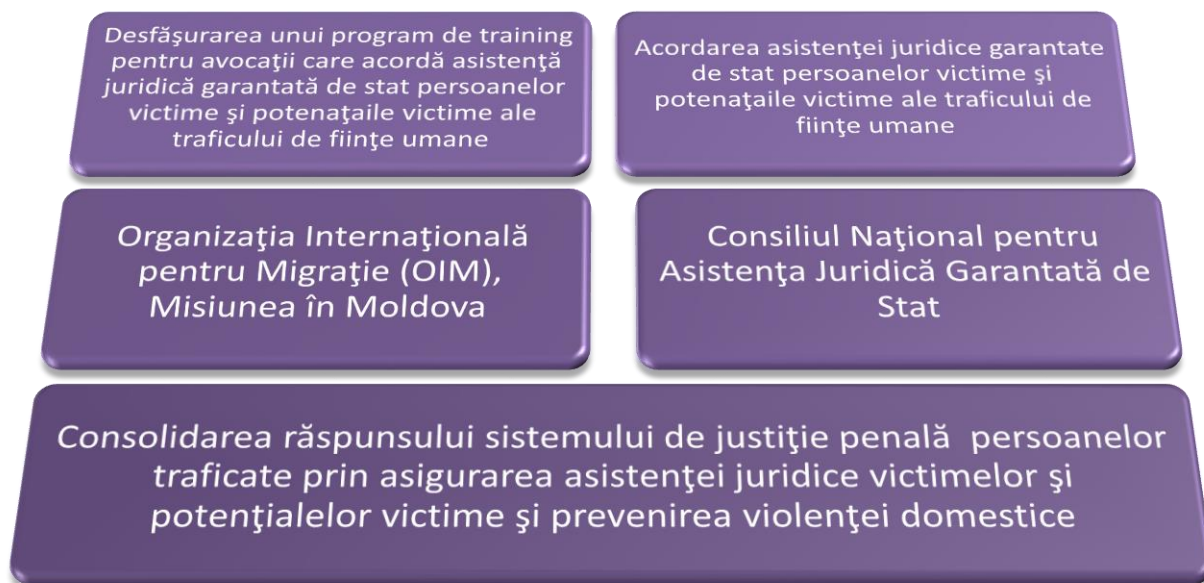 Desfăşurarea unui program de training
pentru avocaţii care acordă asistenţă
juridică garantată de stat persoanelor
victime şi potenaţaile victime ale
traficului de fiinţe umane
Acordarea asistenţei juridice garantate
de stat persoanelor victime şi
potenaţaile victime ale traficului de
fiinţe umane
Organizaţia Internaţională
pentru Migraţie (OIM),
Misiunea în Moldova
Consiliul Naţional pentru
Asistenţa Juridică Garantată de
Stat
Consolidarea răspunsului sistemului de justiţie penală  persoanelor
traficate prin asigurarea asistenţei juridice victimelor şi
potenţialelor victime şi prevenirea violenţei domestice